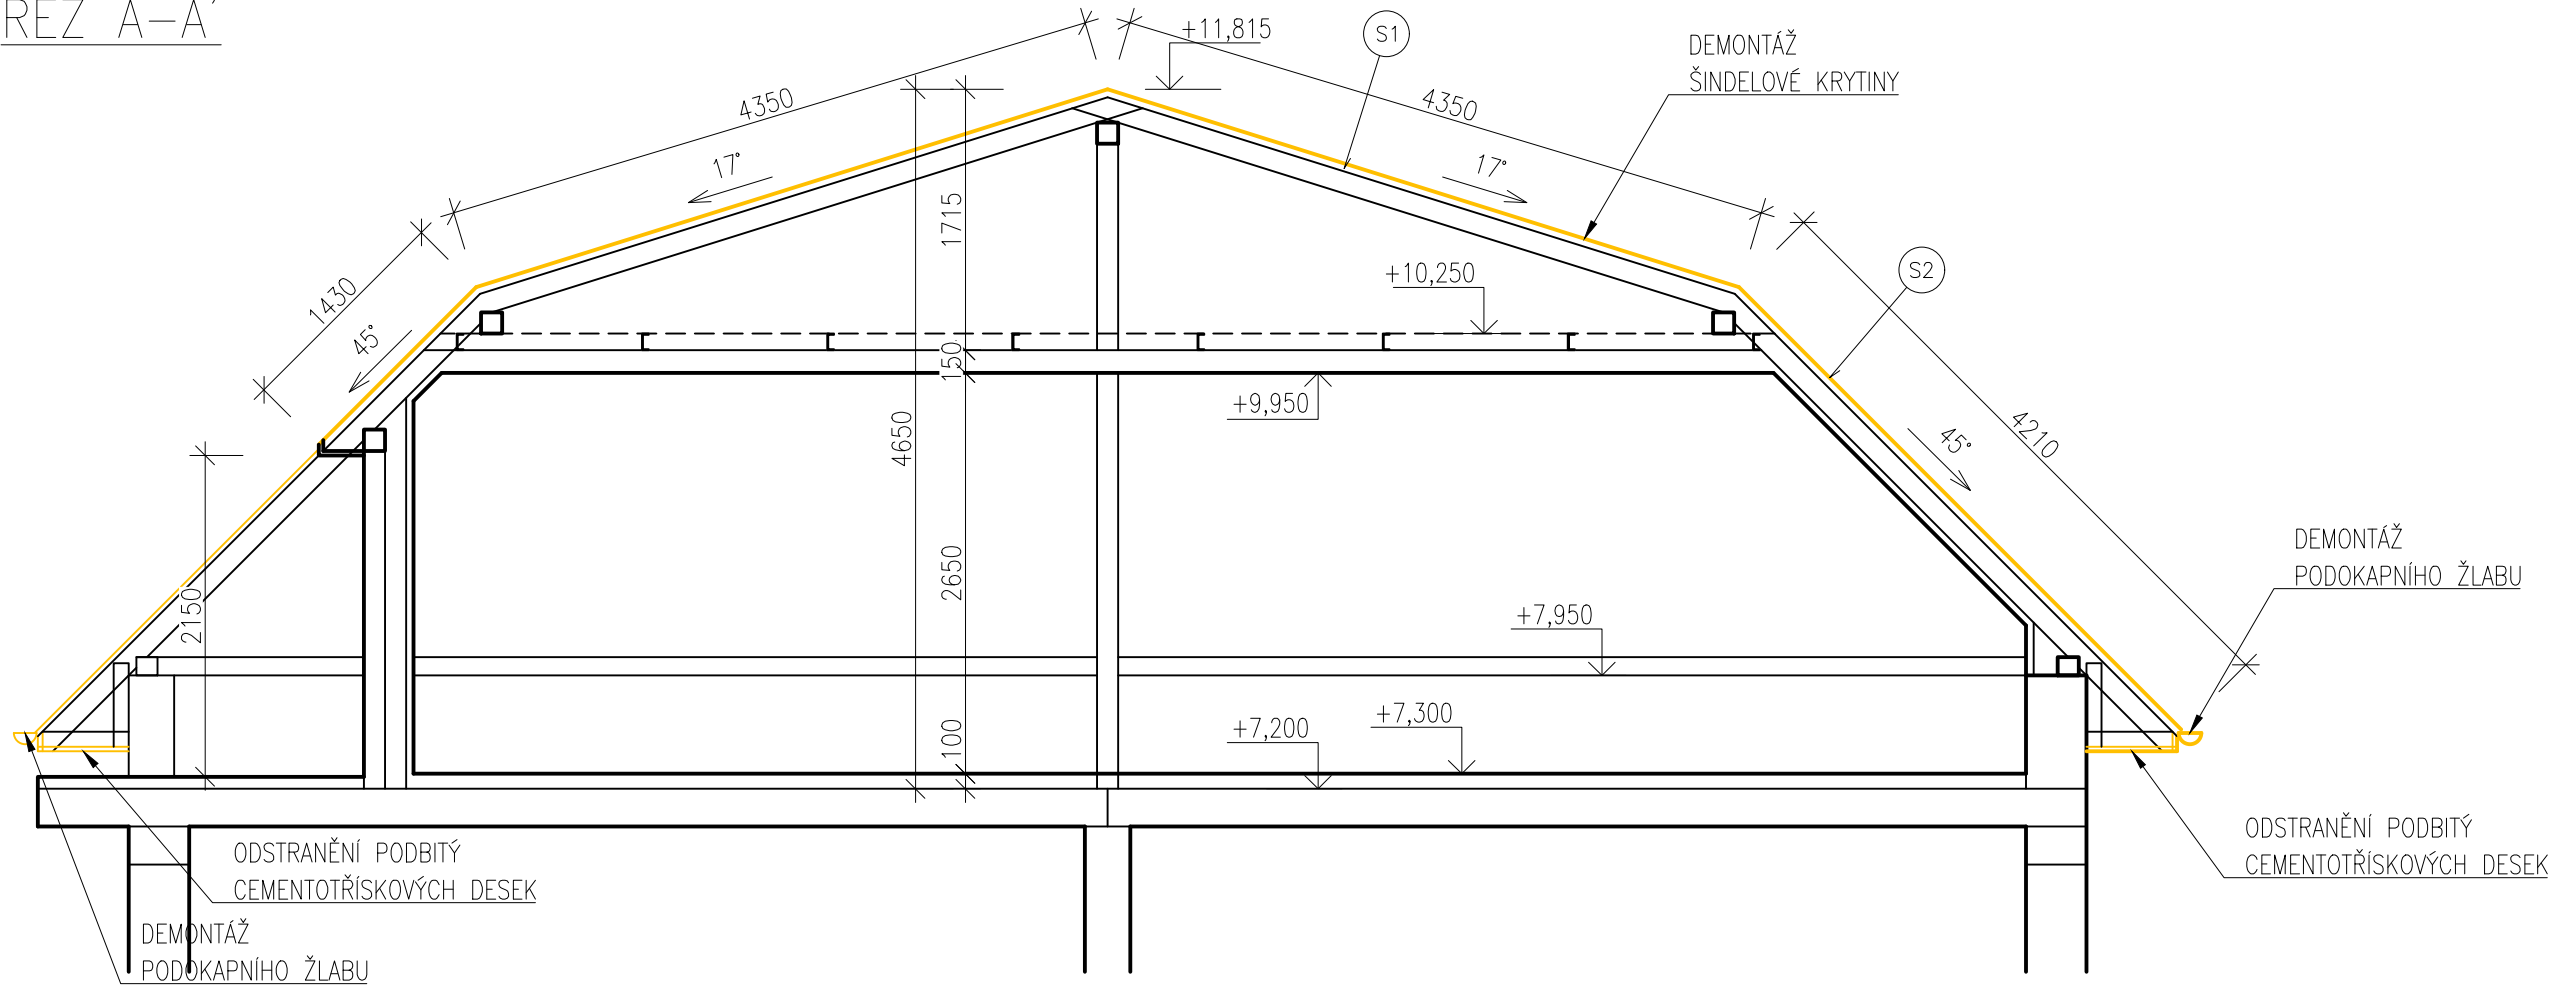 ŘEZ A-A'
+11,815
S1
DEMONTÁŽ
ŠINDELOVÉ KRYTINY
4350
4350
17°
17°
1715
+10,250
S2
1430
45°
150
+9,950
4650
4210
45°
DEMONTÁŽ
PODOKAPNÍHO ŽLABU
2650
2150
+7,950
+7,300
+7,200
100
ODSTRANĚNÍ PODBITÝ
CEMENTOTŘÍSKOVÝCH DESEK
ODSTRANĚNÍ PODBITÝ
CEMENTOTŘÍSKOVÝCH DESEK
DEMONTÁŽ
PODOKAPNÍHO ŽLABU